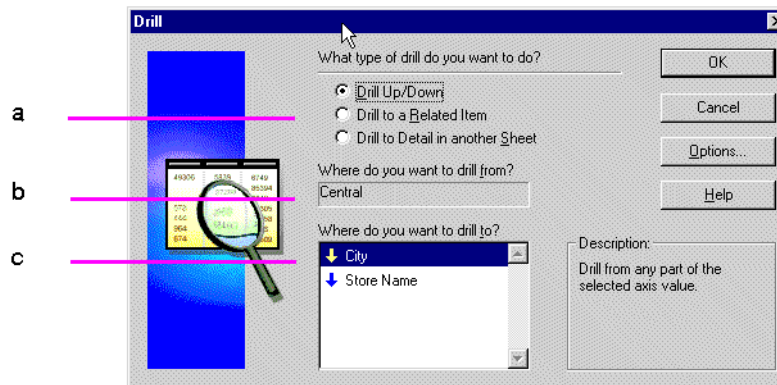 Drill
What type of drill do you want to do?
OK
Drill Up/Down
a
Drill to a Related Item
Cancel
Drill to Detail in another Sheet
Options...
Where do you want to drill from?
b
Central
Help
Where do you want to drill to?
c
City
Store Name
Description:
Drill from any part of the
selected axis value.